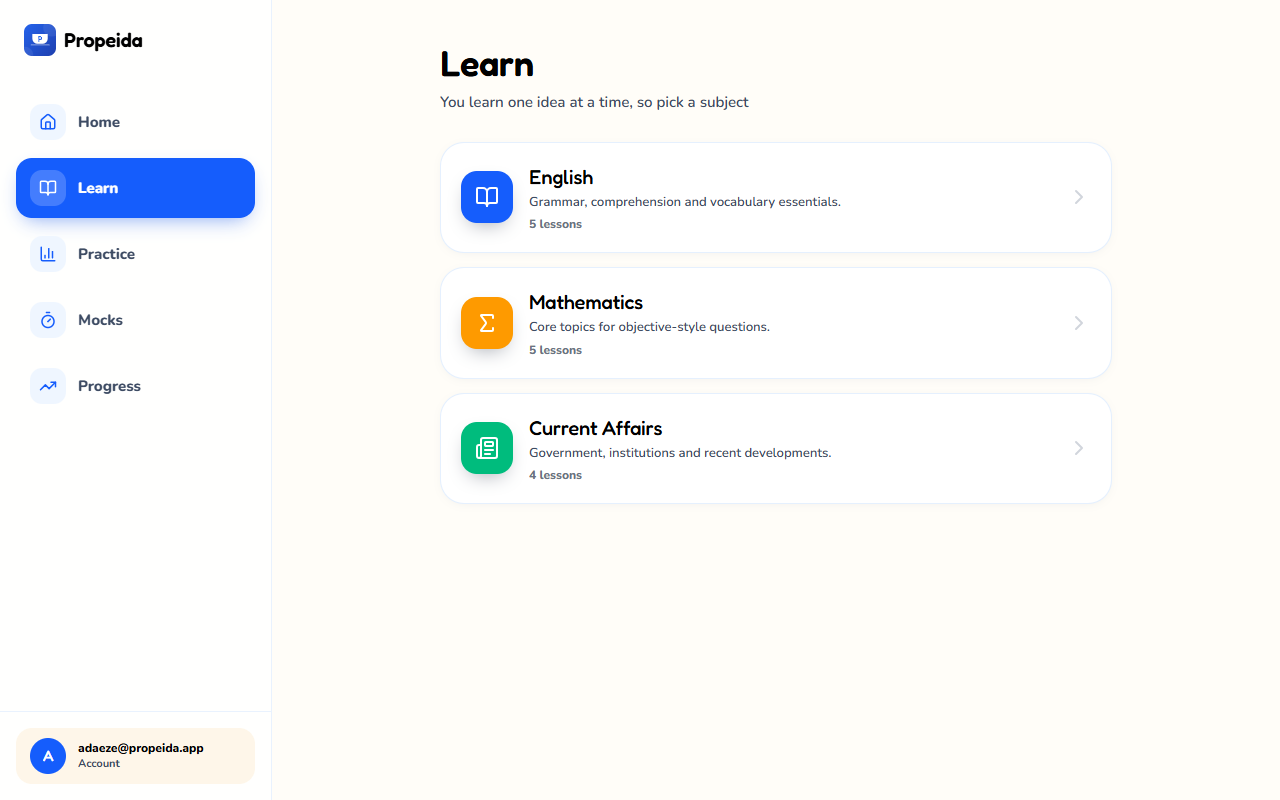 Propeida
Home
Learn
Practice
Mocks
Progress
adaeze@propeida.app
Account
A
Learn
You learn one idea at a time, so pick a subject
English
Grammar, comprehension and vocabulary essentials.
5 lessons
Mathematics
Core topics for objective-style questions.
5 lessons
Current Affairs
Government, institutions and recent developments.
4 lessons